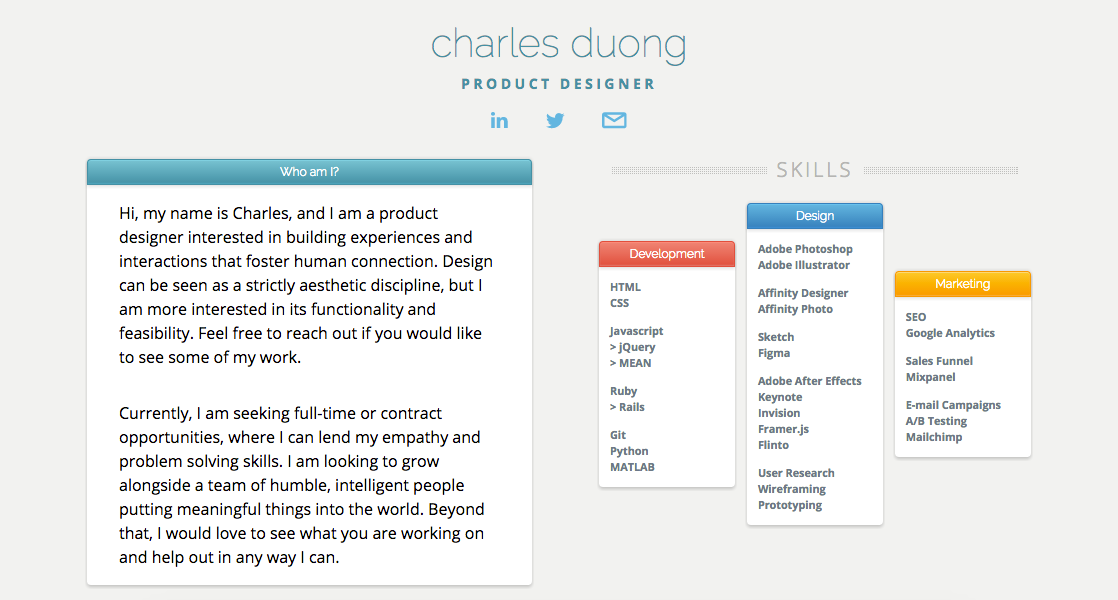 charles duong
PRODUCT DESIGNER
in
Who am I?
Hi, my name is Charles, and I am a product
designer interested in building experiences and
interactions that foster human connection. Design
can be seen as a strictly aesthetic discipline, but I
am more interested in its functionality and
feasibility. Feel free to reach out if you would like
to see some of my work.
Currently, I am seeking full-time or contract
opportunities, where I can lend my empathy and
problem solving skills. I am looking to grow
alongside a team of humble, intelligent people
putting meaningful things into the world. Beyond
that, I would love to see what you are working on
and help out in any way I can.
SKILLS
Development
HTML
CSS
Javascript
> jQuery
> MEAN
Ruby
> Rails
Git
Python
MATLAB
Design
Adobe Photoshop
Adobe Illustrator
Affinity Designer
Affinity Photo
Sketch
Figma
Adobe After Effects
Keynote
Invision
Framer.js
Flinto
User Research
Wireframing
Prototyping
Marketing
SEO
Google Analytics
Sales Funnel
Mixpanel
E-mail Campaigns
A/B Testing
Mailchimp